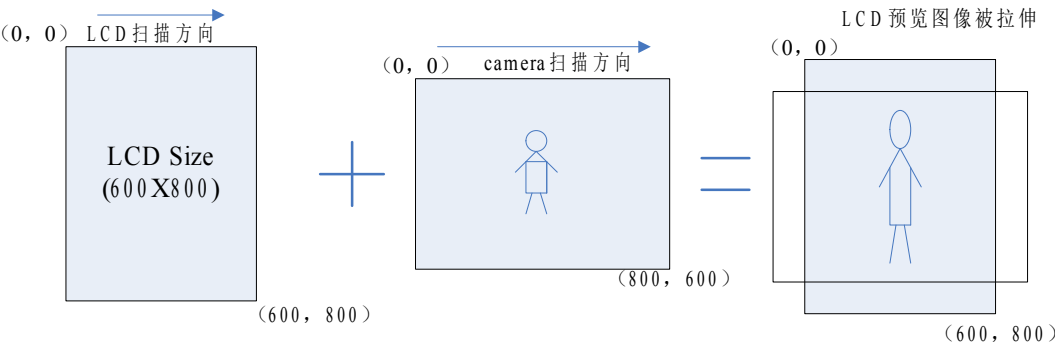 LCD预览图像被拉伸
(0，0) LCD扫描方向
(0，0)
(0，0) camera扫描方向
LCD Size
(600X800)
(800，600)
(600，800)
(600，800)